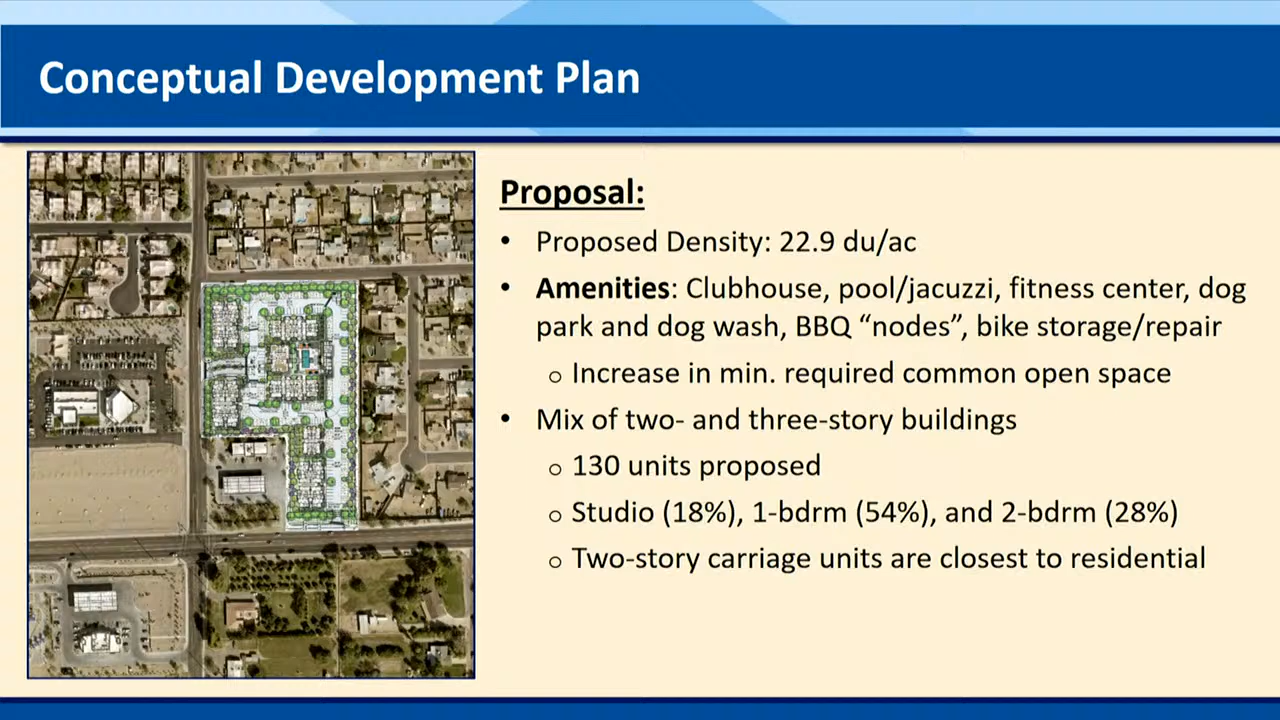 Conceptual Development Plan
Proposal:
• Proposed Density: 22.9 du/ac
• Amenities: Clubhouse, pool/jacuzzi, fitness center, dog
park and dog wash, BBQ “nodes”, bike storage/repair
o Increase in min. required common open space
• Mix of two- and three-story buildings
o 130 units proposed
o Studio (18%), 1-bdrm (54%), and 2-bdrm (28%)
o Two-story carriage units are closest to residential